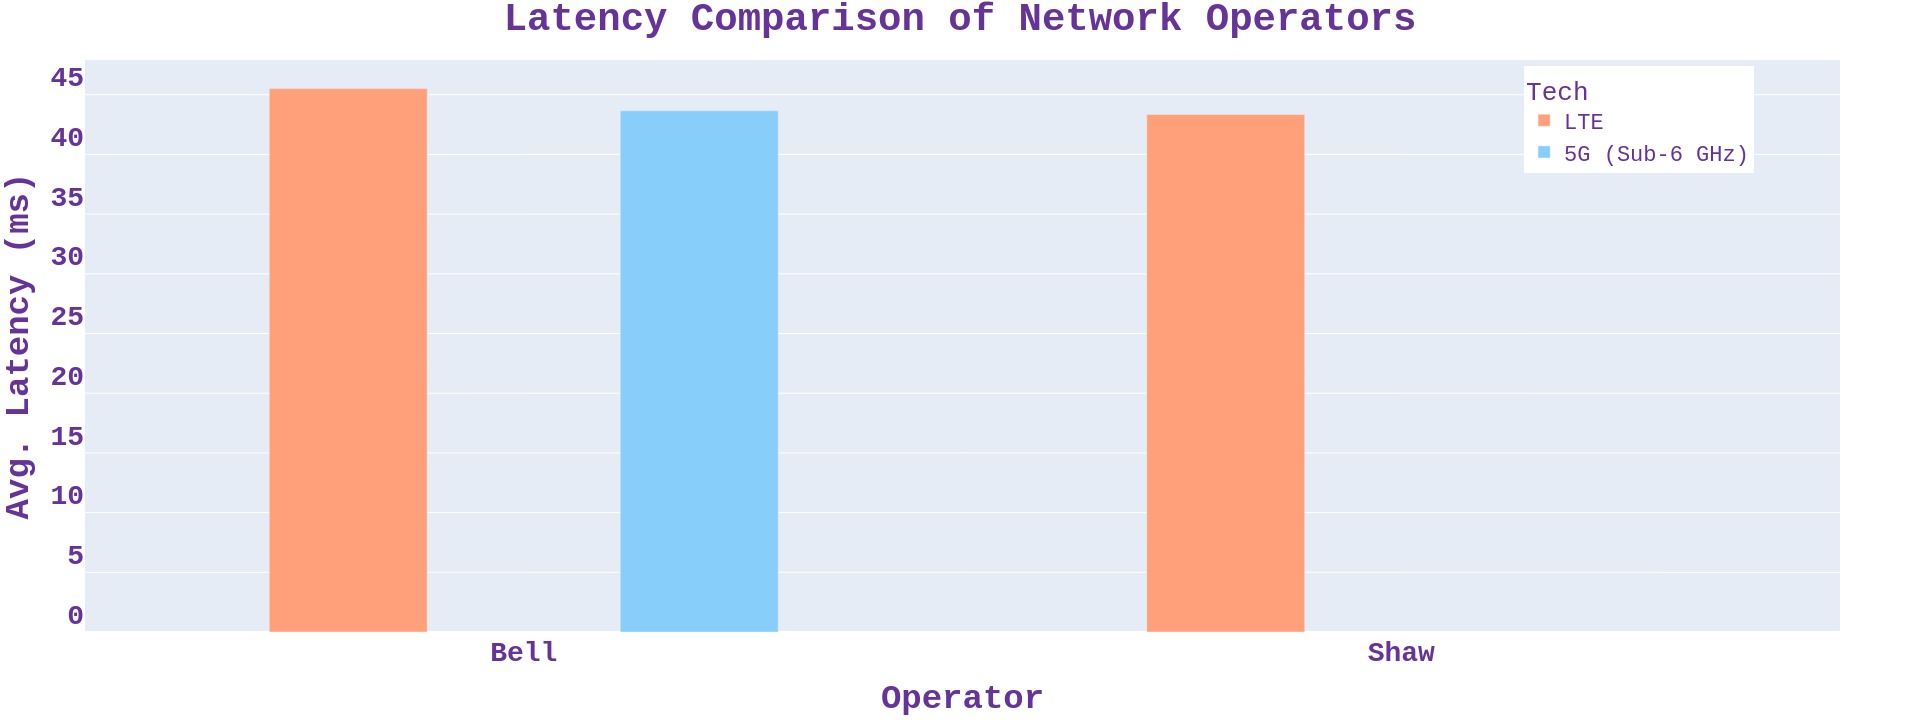 Latency Comparison of Network Operators
Avg. Latency (ms)
45
40
35
30
25
20
15
10
5
0
Tech
LTE
5G (Sub-6 GHz)
Bell
Shaw
Operator